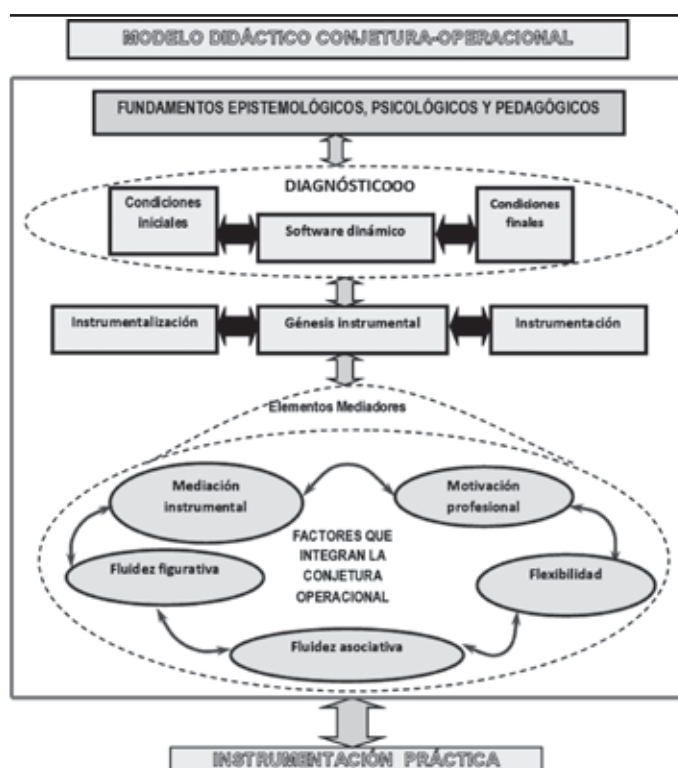 MODELO DIDÁCTICO CONJETURA-OPERACIONAL
FUNDAMENTOS EPISTEMOLÓGICOS, PSICOLÓGICOS Y PEDAGÓGICOS
DIAGNÓSTICOOO
Condiciones
iniciales
Software dinámico
Condiciones
finales
Instrumentalización
Génesis instrumental
Instrumentación
Elementos Mediadores
Mediación
instrumental
Motivación
profesional
FACTORES QUE
INTEGRAN LA
CONJETURA
OPERACIONAL
Fluidez figurativa
Flexibilidad
Fluidez asociativa
INSTRUMENTACIÓN PRÁCTICA